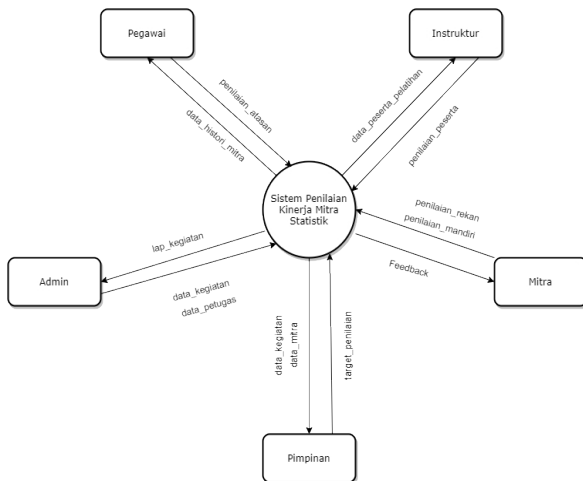 Pegawai
Instruktur
penilaian_atasan
data_histori_mitra
data_peserta_pelatihan
penilaian_peserta
Sistem Penilaian
Kinerja Mitra
Statistik
penilaian_rekan
penilaian_mandiri
lap_kegiatan
Feedback
Admin
Mitra
data_kegiatan
data_petugas
data_kegiatan
data_mitra
target_penilaian
Pimpinan